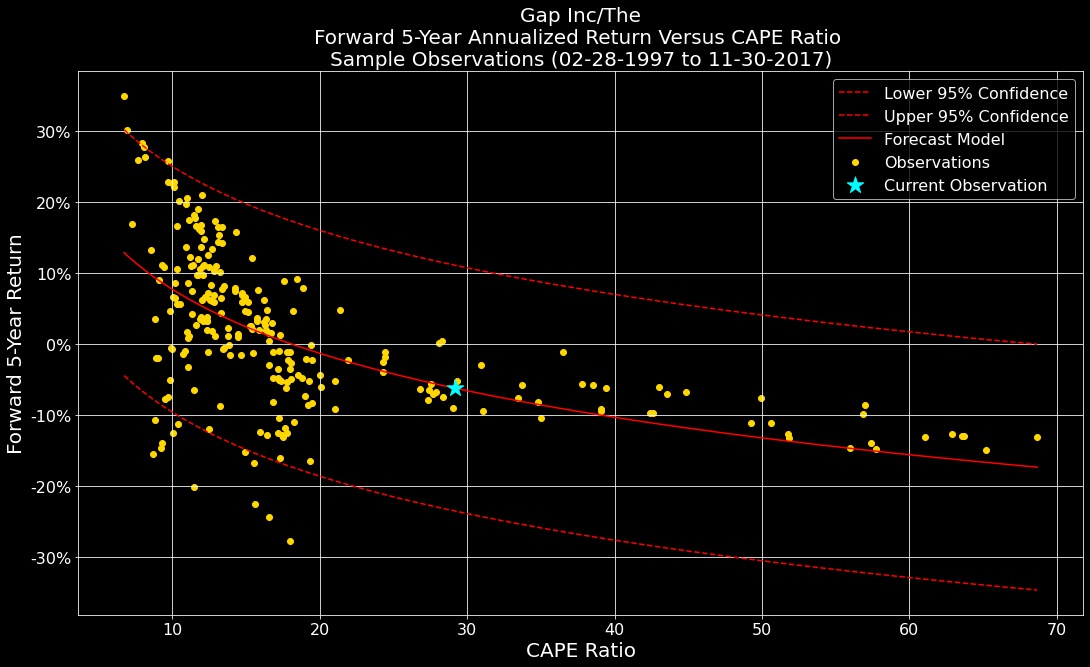 Gap Inc/The
Forward 5-Year Annualized Return Versus CAPE Ratio
Sample Observations (02-28-1997 to 11-30-2017)
Lower 95% Confidence
Upper 95% Confidence
Forecast Model
Observations
Current Observation
Forward 5-Year Return
30%
20%
10%
0%
-10%
-20%
-30%
10 20 30 40 50 60 70
CAPE Ratio